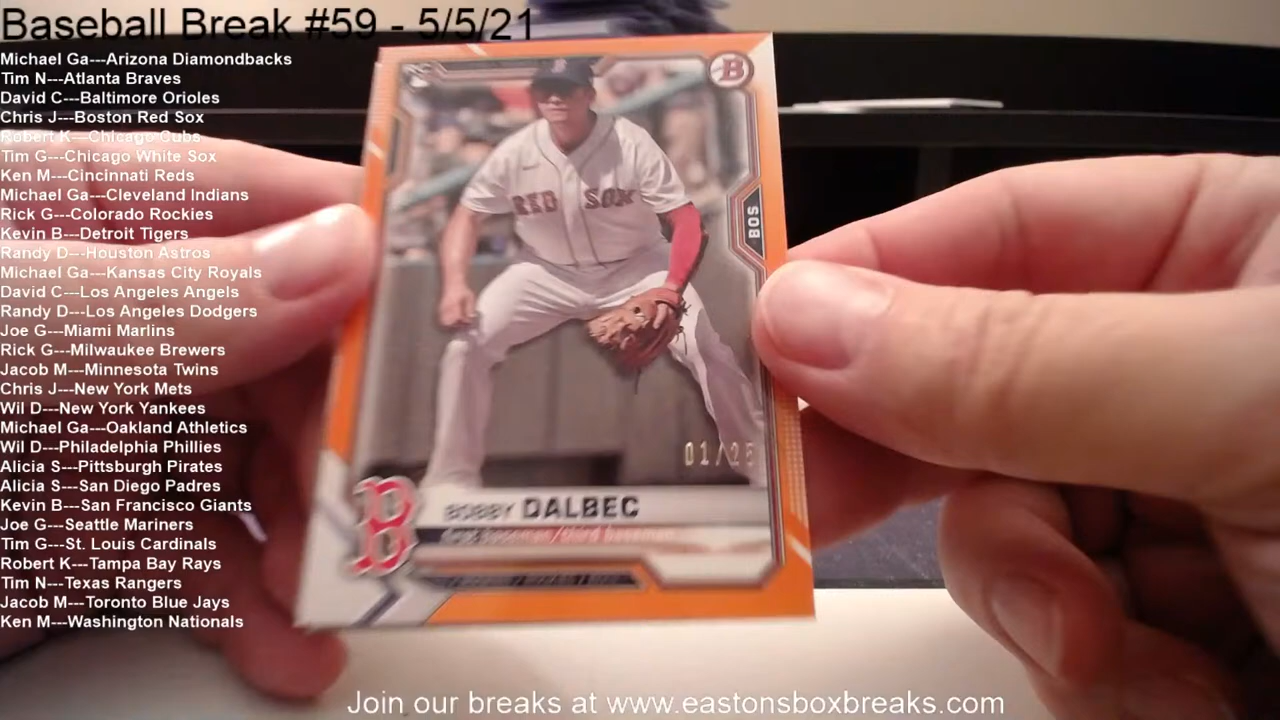 Baseball Break #59 - 5/5/21
Michael Ga---Arizona Diamondbacks
Tim N---Atlanta Braves
David C---Baltimore Orioles
Chris J---Boston Red Sox
Robert K---Chicago Cubs
Tim G---Chicago White Sox
Ken M---Cincinnati Reds
Michael Ga---Cleveland Indians
Rick G---Colorado Rockies
Kevin B---Detroit Tigers
Randy D---Houston Astros
Michael Ga---Kansas City Royals
David C---Los Angeles Angels
Randy D---Los Angeles Dodgers
Joe G---Miami Marlins
Rick G---Milwaukee Brewers
Jacob M---Minnesota Twins
Chris J---New York Mets
Wil D---New York Yankees
Michael Ga---Oakland Athletics
Wil D---Philadelphia Phillies
Alicia S---Pittsburgh Pirates
Alicia S---San Diego Padres
Kevin B---San Francisco Giants
Joe G---Seattle Mariners
Tim G---St. Louis Cardinals
Robert K---Tampa Bay Rays
Tim N---Texas Rangers
Jacob M---Toronto Blue Jays
Ken M---Washington Nationals
B
RED SOX
BOS
01/25
B
BOBBY DALBEC
first baseman/third baseman
Join our breaks at www.eastonsboxbreaks.com